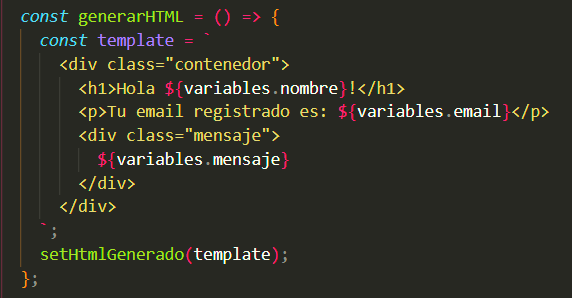 const generarHTML = () => {
  const template = `
    <div class="contenedor">
      <h1>Hola ${variables.nombre}!</h1>
      <p>Tu email registrado es: ${variables.email}</p>
      <div class="mensaje">
        ${variables.mensaje}
      </div>
    </div>
  `;
  setHtmlGenerado(template);
};